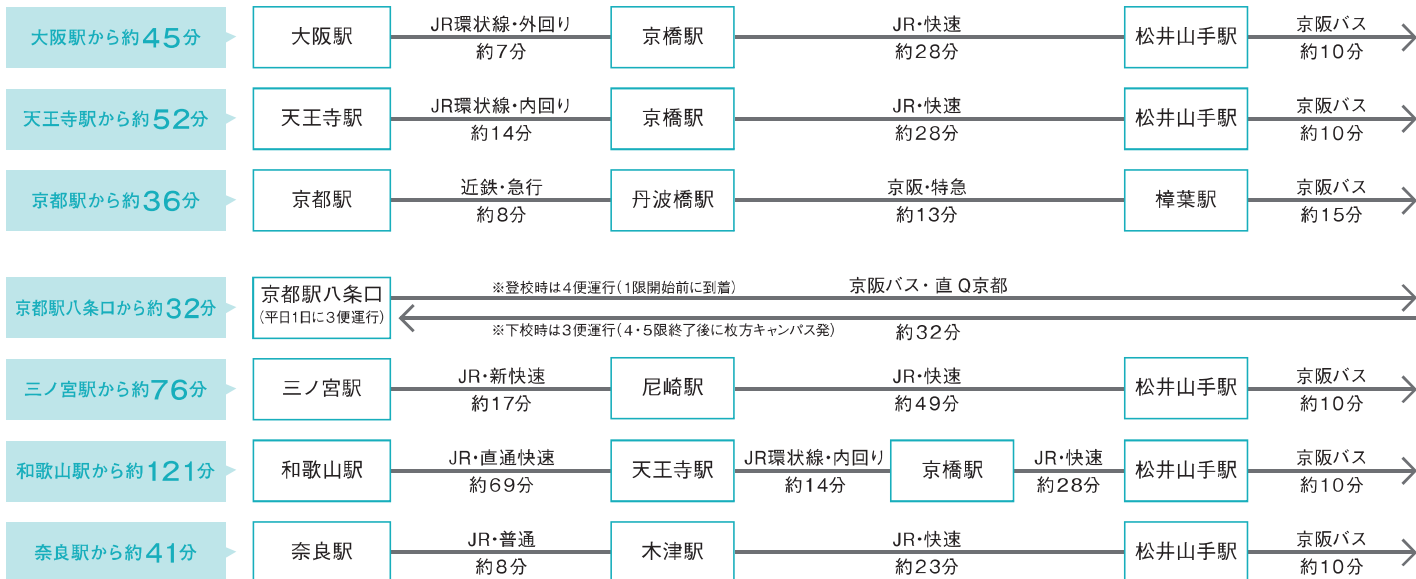 大阪駅から約45分
大阪駅
JR環状線・外回り
約7分
京橋駅
JR・快速
約28分
松井山手駅
京阪バス
約10分
天王寺駅から約52分
天王寺駅
JR環状線・内回り
約14分
京橋駅
JR・快速
約28分
松井山手駅
京阪バス
約10分
京都駅から約36分
京都駅
近鉄・急行
約8分
丹波橋駅
京阪・特急
約13分
樟葉駅
京阪バス
約15分
京都駅八条口から約32分
京都駅八条口
(平日1日に3便運行)
※登校時は4便運行(1限開始前に到着)
京阪バス・直Q京都
※下校時は3便運行(4・5限終了後に枚方キャンパス発)
約32分
三ノ宮駅から約76分
三ノ宮駅
JR・新快速
約17分
尼崎駅
JR・快速
約49分
松井山手駅
京阪バス
約10分
和歌山駅から約121分
和歌山駅
JR・直通快速
約69分
天王寺駅
JR環状線・内回り
約14分
京橋駅
JR・快速
約28分
松井山手駅
京阪バス
約10分
奈良駅から約41分
奈良駅
JR・普通
約8分
木津駅
JR・快速
約23分
松井山手駅
京阪バス
約10分